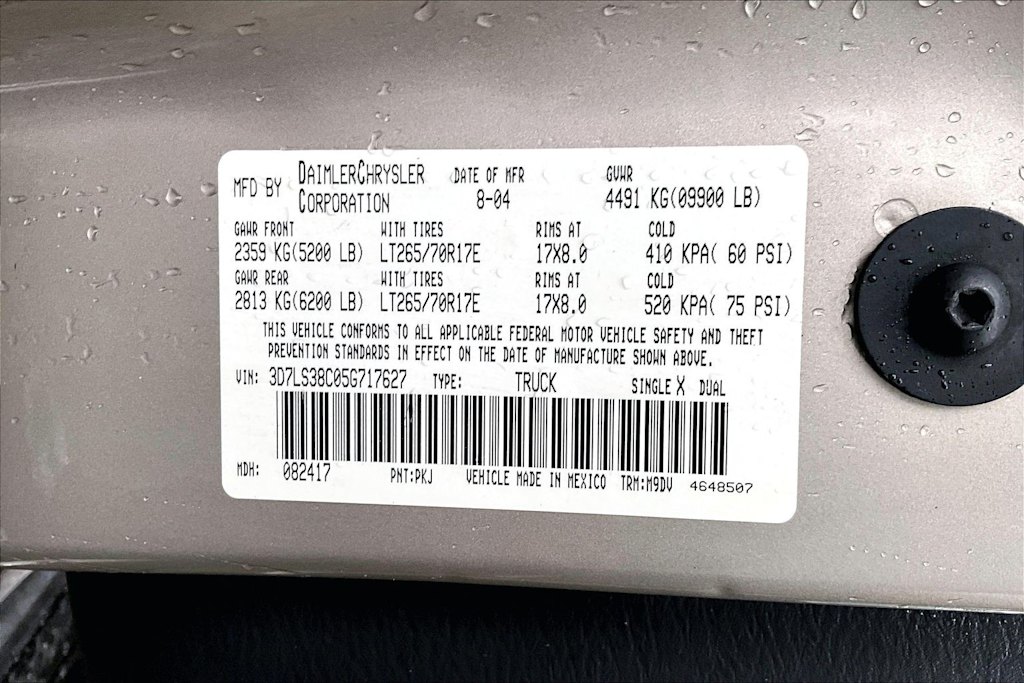 MFD BY DAIMLERCHRYSLER CORPORATION DATE OF MFR 8-04 GVWR 4491 KG(09900 LB)
GAWR FRONT WITH TIRES RIMS AT COLD
2359 KG(5200 LB) LT265/70R17E 17X8.0 410 KPA( 60 PSI)
GAWR REAR WITH TIRES RIMS AT COLD
2813 KG(6200 LB) LT265/70R17E 17X8.0 520 KPA( 75 PSI)
THIS VEHICLE CONFORMS TO ALL APPLICABLE FEDERAL MOTOR VEHICLE SAFETY AND THEFT
PREVENTION STANDARDS IN EFFECT ON THE DATE OF MANUFACTURE SHOWN ABOVE.
VIN: 3D7LS38C05G717627 TYPE: TRUCK SINGLE X DUAL
MDH: 082417 PNT:PKJ VEHICLE MADE IN MEXICO TRM:M9DV 4648507